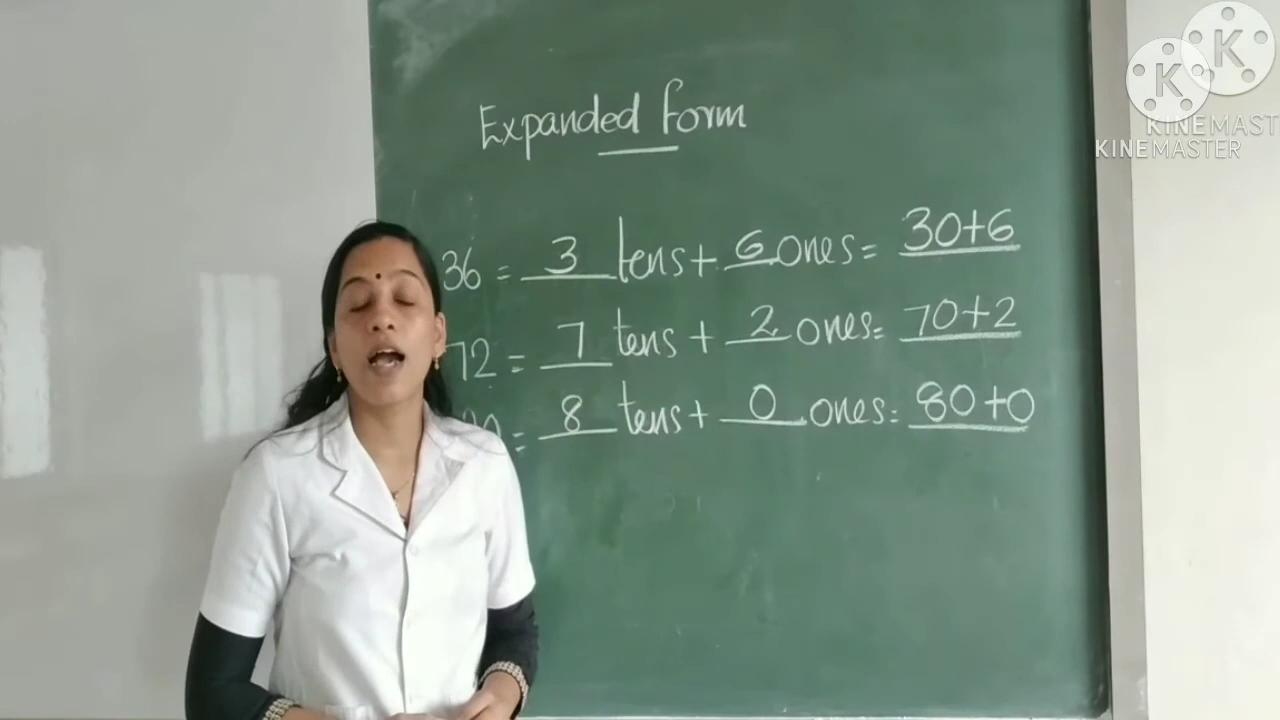 Expanded form
36 = 3 tens + 6 ones = 30+6
72 = 7 tens + 2 ones = 70+2
= 8 tens + 0 ones = 80+0
K
K
KINEMAST
KINEMASTER